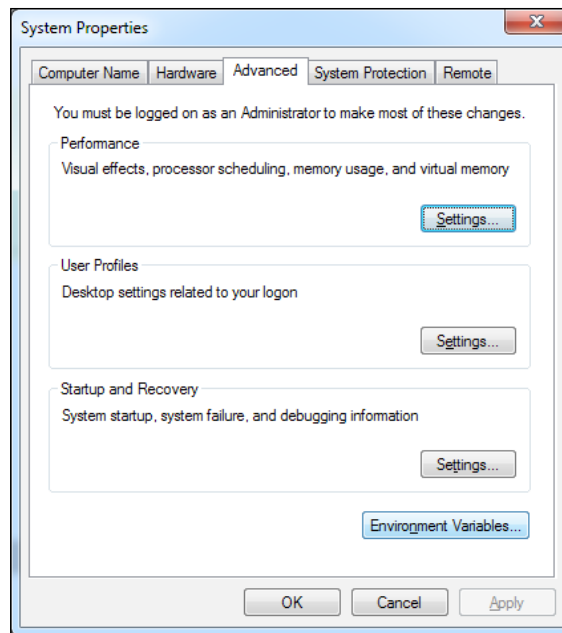 System Properties
Computer Name Hardware Advanced System Protection Remote
You must be logged on as an Administrator to make most of these changes.
Performance
Visual effects, processor scheduling, memory usage, and virtual memory
Settings...
User Profiles
Desktop settings related to your logon
Settings...
Startup and Recovery
System startup, system failure, and debugging information
Settings...
Environment Variables...
OK Cancel Apply